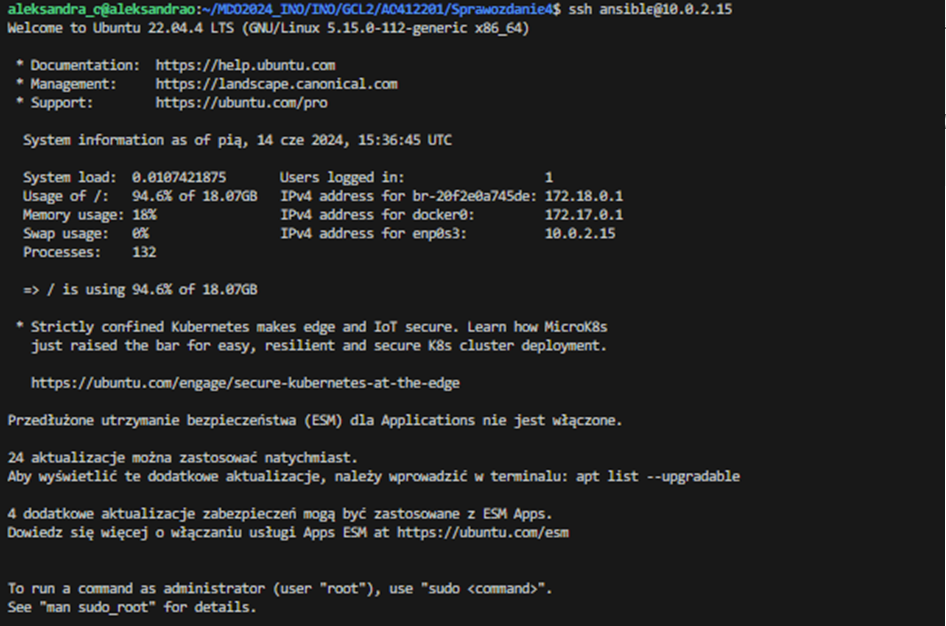 aleksandra_c@aleksandrao:~/MDO2024_INO/INO/GCL2/AO412201/Sprawozdanie4$ ssh ansible@10.0.2.15
Welcome to Ubuntu 22.04.4 LTS (GNU/Linux 5.15.0-112-generic x86_64)
* Documentation: https://help.ubuntu.com
* Management: https://landscape.canonical.com
* Support: https://ubuntu.com/pro
System information as of pią, 14 cze 2024, 15:36:45 UTC
System load: 0.0107421875 Users logged in: 1
Usage of /: 94.6% of 18.07GB IPv4 address for br-20f2e0a745de: 172.18.0.1
Memory usage: 18% IPv4 address for docker0: 172.17.0.1
Swap usage: 0% IPv4 address for enp0s3: 10.0.2.15
Processes: 132
=> / is using 94.6% of 18.07GB
* Strictly confined Kubernetes makes edge and IoT secure. Learn how MicroK8s
just raised the bar for easy, resilient and secure K8s cluster deployment.
https://ubuntu.com/engage/secure-kubernetes-at-the-edge
Przedłużone utrzymanie bezpieczeństwa (ESM) dla Applications nie jest włączone.
24 aktualizacje można zastosować natychmiast.
Aby wyświetlić te dodatkowe aktualizacje, należy wprowadzić w terminalu: apt list --upgradable
4 dodatkowe aktualizacje zabezpieczeń mogą być zastosowane z ESM Apps.
Dowiedz się więcej o włączaniu usługi Apps ESM at https://ubuntu.com/esm
To run a command as administrator (user "root"), use "sudo <command>".
See "man sudo_root" for details.